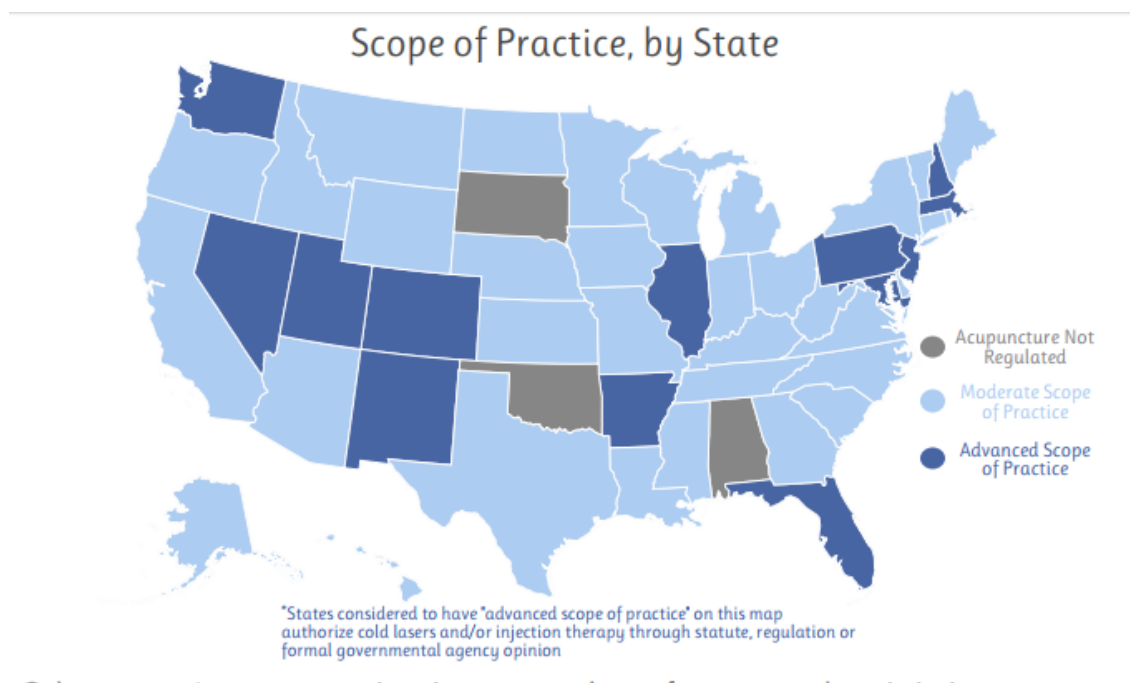 Scope of Practice, by State
Acupuncture Not
Regulated
Moderate Scope
of Practice
Advanced Scope
of Practice
*States considered to have "advanced scope of practice" on this map
authorize cold lasers and/or injection therapy through statute, regulation or
formal governmental agency opinion